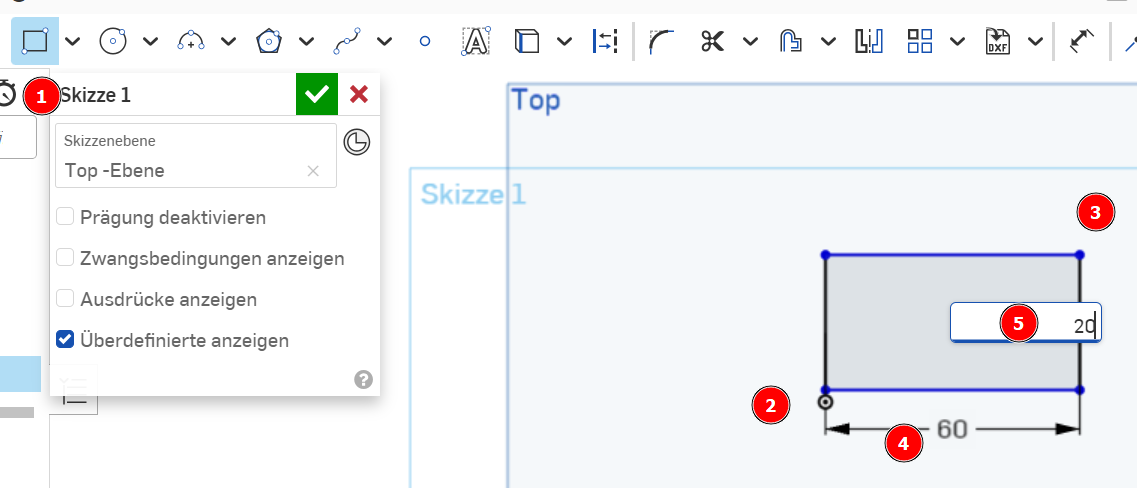 A
DXF
1
Skizze 1
Top
Skizzenebene
Top -Ebene
Skizze 1
3
Prägung deaktivieren
Zwangsbedingungen anzeigen
Ausdrücke anzeigen
5
20
Überdefinierte anzeigen
?
2
4
60